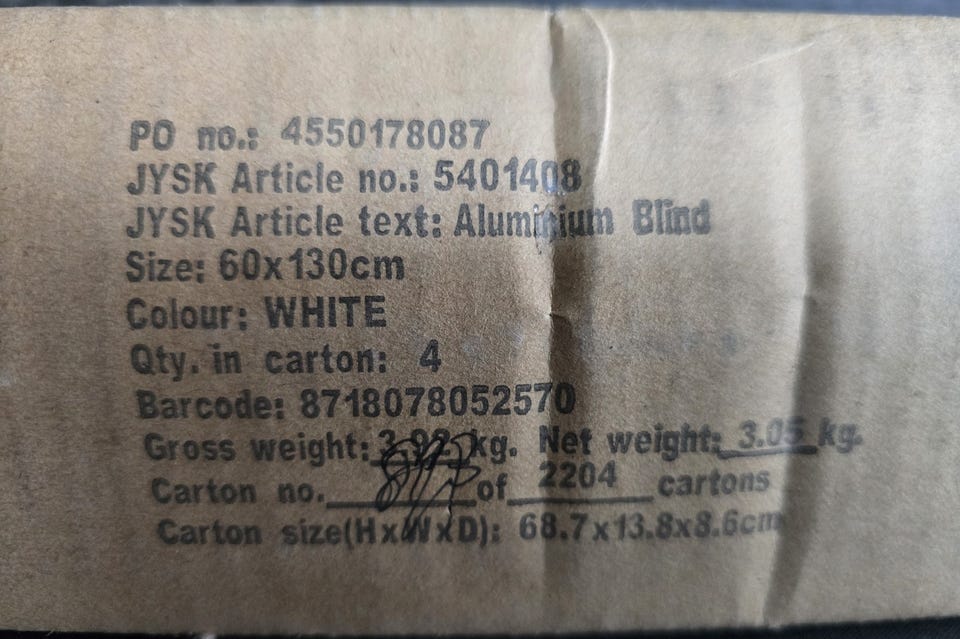 PO no.: 4550178087
JYSK Article no.: 5401408
JYSK Article text: Aluminium Blind
Size: 60x130cm
Colour: WHITE
Qty. in carton: 4
Barcode: 8718078052570
Gross weight: kg. Net weight: 3.05 kg.
Carton no. of 2204 cartons
Carton size(HxWxD): 68.7x13.8x8.6cm